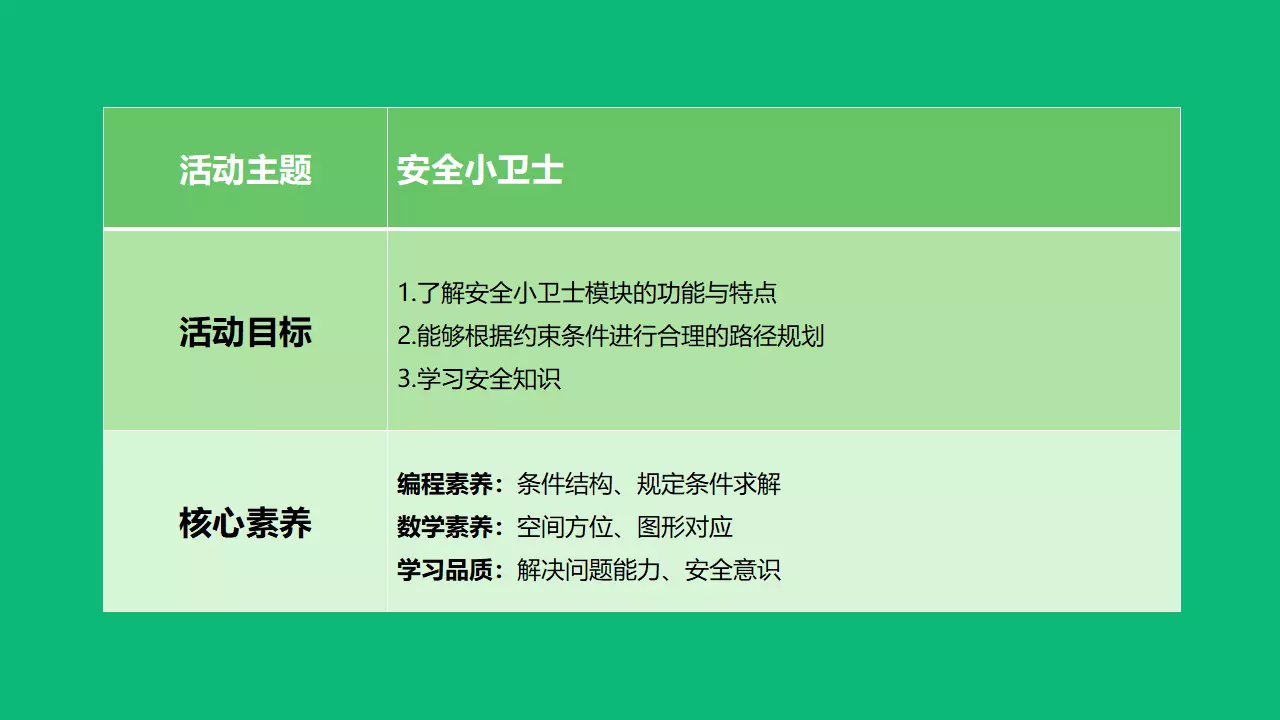 活动主题
安全小卫士
活动目标
1.了解安全小卫士模块的功能与特点
2.能够根据约束条件进行合理的路径规划
3.学习安全知识
核心素养
编程素养：条件结构、规定条件求解
数学素养：空间方位、图形对应
学习品质：解决问题能力、安全意识